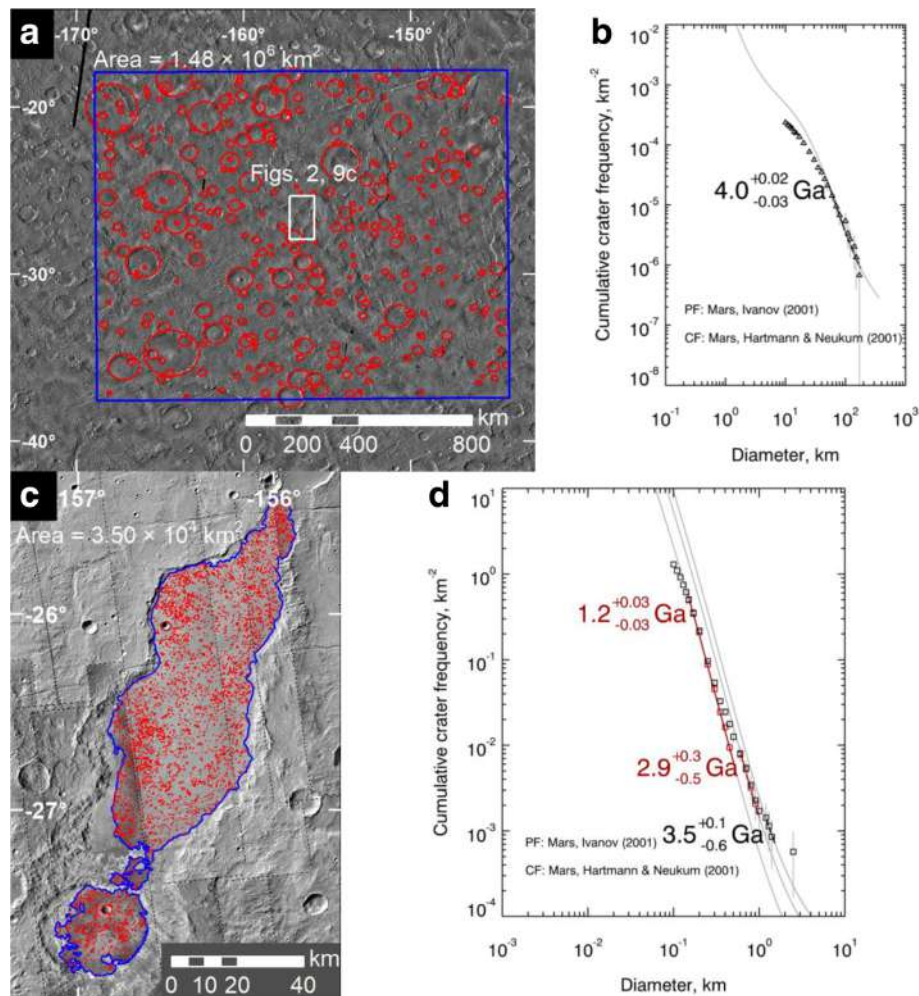 a
-170°
-160°
-150°
Area = 1.48 × 10⁶ km²
-20°
Figs. 2, 9c
-30°
-40°
km
0
200
400
800
b
Cumulative crater frequency, km⁻²
10⁻²
10⁻³
10⁻⁴
10⁻⁵
10⁻⁶
10⁻⁷
10⁻⁸
4.0 +0.02 -0.03 Ga
PF: Mars, Ivanov (2001)
CF: Mars, Hartmann & Neukum (2001)
10⁻¹
10⁰
10¹
10²
10³
Diameter, km
c
157°
-156°
Area = 3.50 × 10⁴ km²
-26°
-27°
km
0 10 20
40
d
Cumulative crater frequency, km⁻²
10¹
10⁰
10⁻¹
10⁻²
10⁻³
10⁻⁴
1.2 +0.03 -0.03 Ga
2.9 +0.3 -0.5 Ga
3.5 +0.1 -0.6 Ga
PF: Mars, Ivanov (2001)
CF: Mars, Hartmann & Neukum (2001)
10⁻³
10⁻²
10⁻¹
10⁰
10¹
Diameter, km